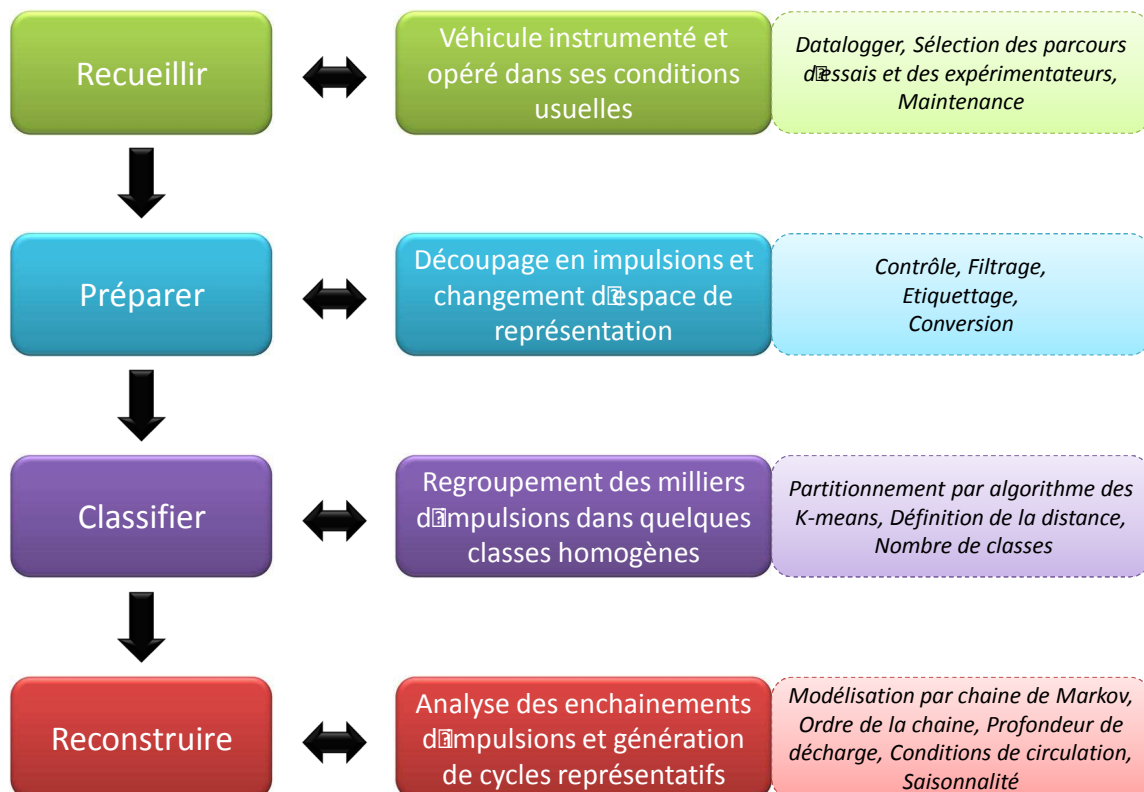 Recueillir
Véhicule instrumenté et
opéré dans ses conditions
usuelles
Datalogger, Sélection des parcours
d�essais et des expérimentateurs,
Maintenance
Préparer
Découpage en impulsions et
changement d�espace de
représentation
Contrôle, Filtrage,
Etiquettage,
Conversion
Classifier
Regroupement des milliers
d�impulsions dans quelques
classes homogènes
Partitionnement par algorithme des
K-means, Définition de la distance,
Nombre de classes
Reconstruire
Analyse des enchainements
d�impulsions et génération
de cycles représentatifs
Modélisation par chaine de Markov,
Ordre de la chaine, Profondeur de
décharge, Conditions de circulation,
Saisonnalité